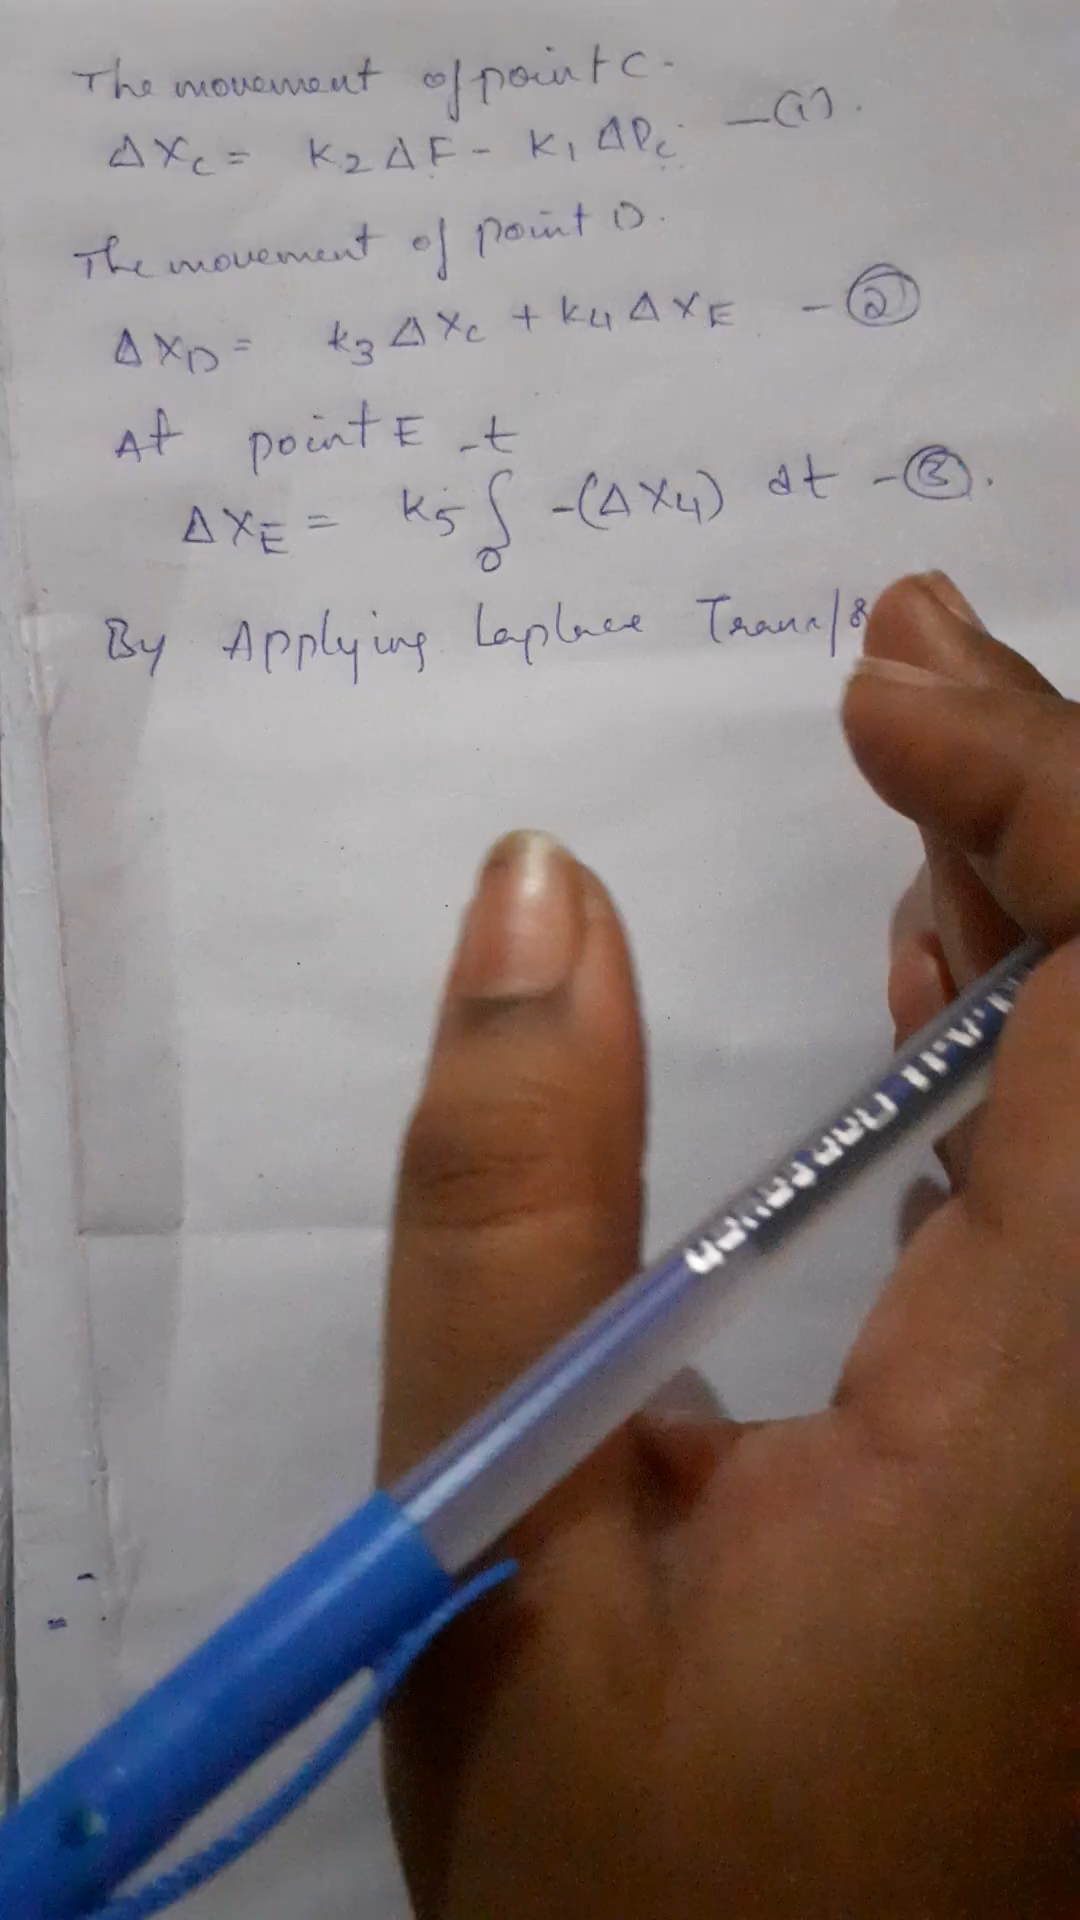 The movement of point C.
ΔXc = K2 ΔF - K1 ΔPc —(1).
The movement of point D.
ΔXD = k3 ΔXc + k4 ΔXE - (2)
At point E
ΔXE = K5 ∫0t -(ΔX4) dt - (3).
By Applying Laplace